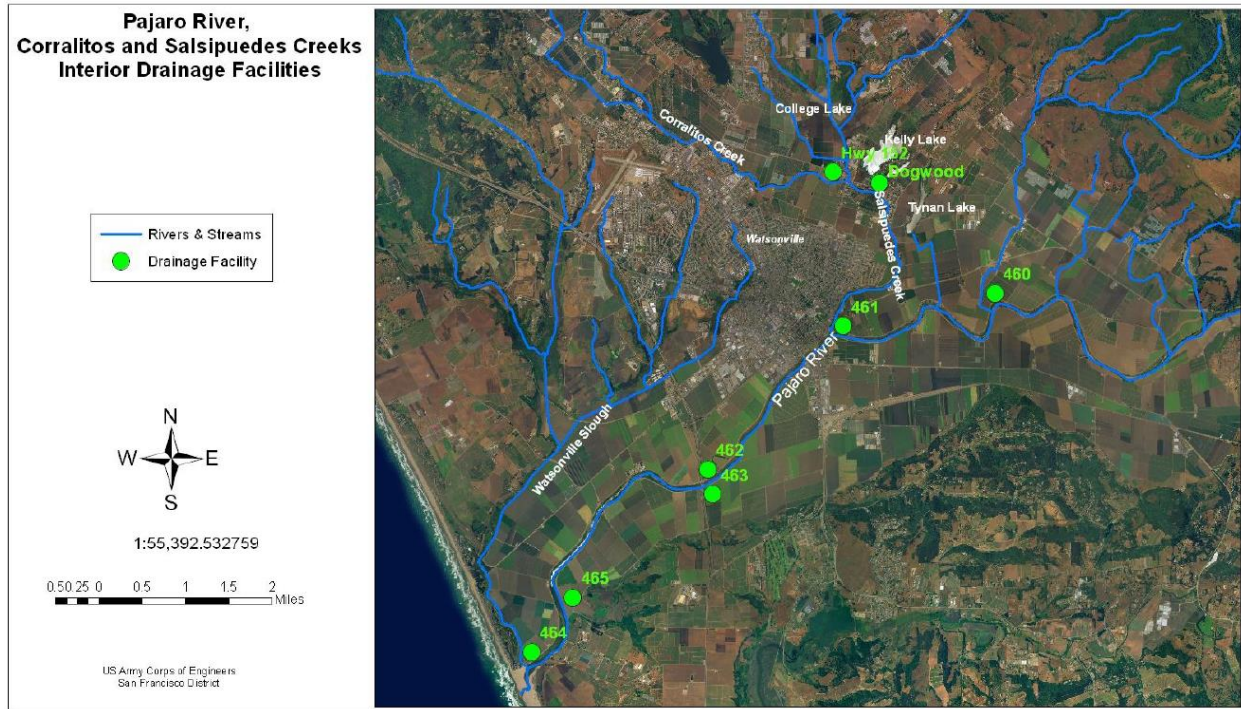 Pajaro River,
Corralitos and Salsipuedes Creeks
Interior Drainage Facilities
Rivers & Streams
Drainage Facility
N
W E
S
1:55,392.532759
0.50.25 0 0.5 1 1.5 2
Miles
US Army Corps of Engineers
San Francisco District
College Lake
Corralitos Creek
Kelly Lake
Hwy 152
Dogwood
Tynan Lake
Salsipuedes Creek
Watsonville
460
461
Pajaro River
462
463
Watsonville Slough
465
464